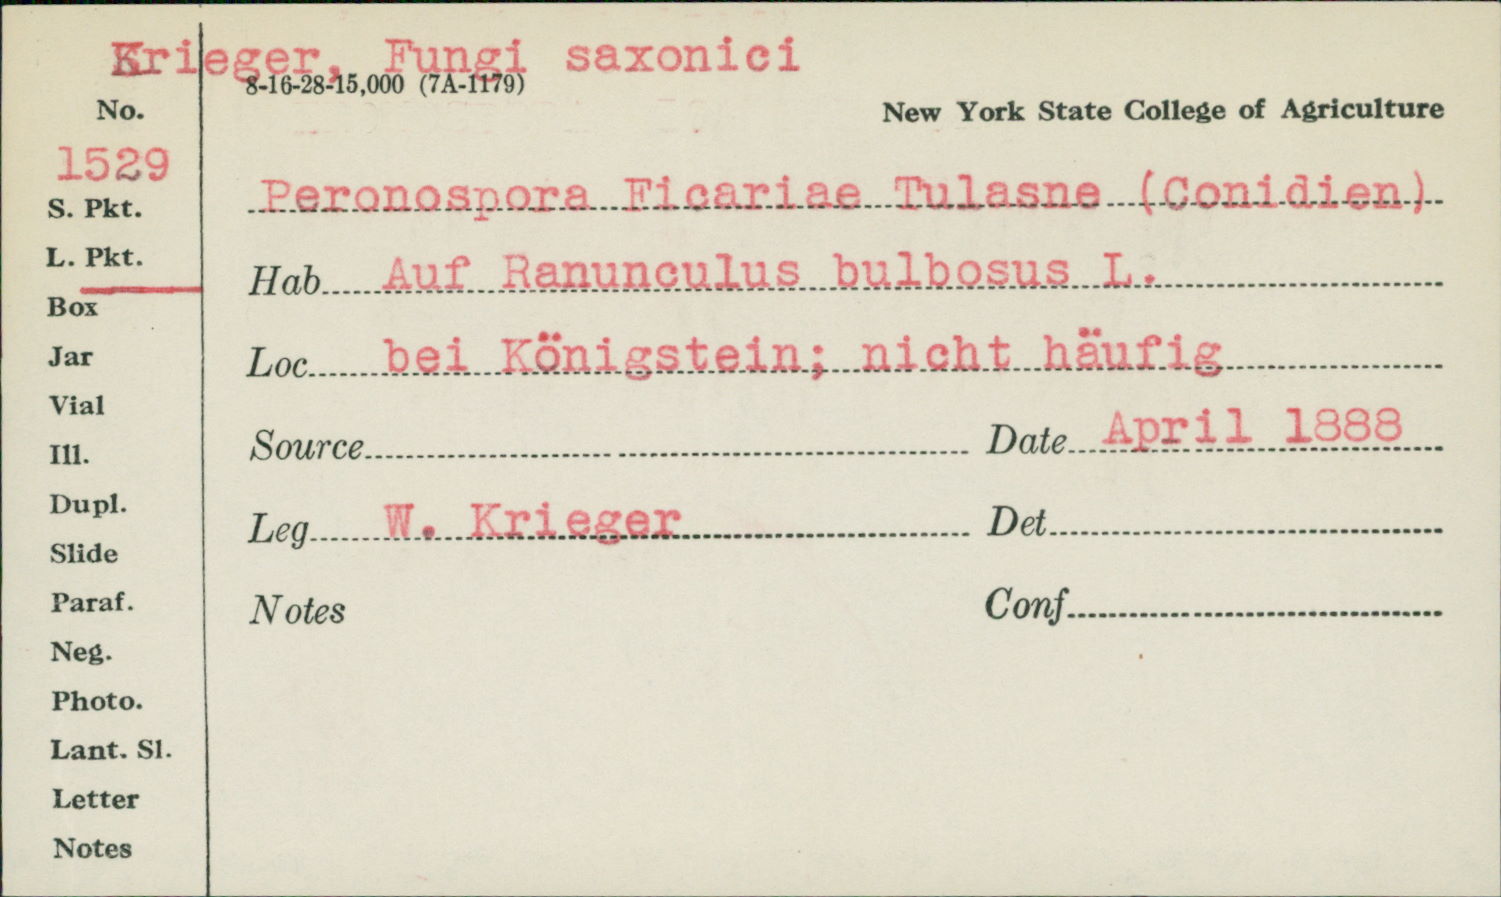 Krieger, Fungi saxonici
8-16-28-15,000 (7A-1179)
No.
New York State College of Agriculture
1529
Peronospora Ficariae Tulasne (Conidien)
S. Pkt.
L. Pkt.
Hab Auf Ranunculus bulbosus L.
Box
Loc bei Königstein; nicht häufig
Jar
Vial
Source Date April 1888
Ill.
Dupl.
Leg W. Krieger Det
Slide
Paraf.
Notes Conf
Neg.
Photo.
Lant. Sl.
Letter
Notes